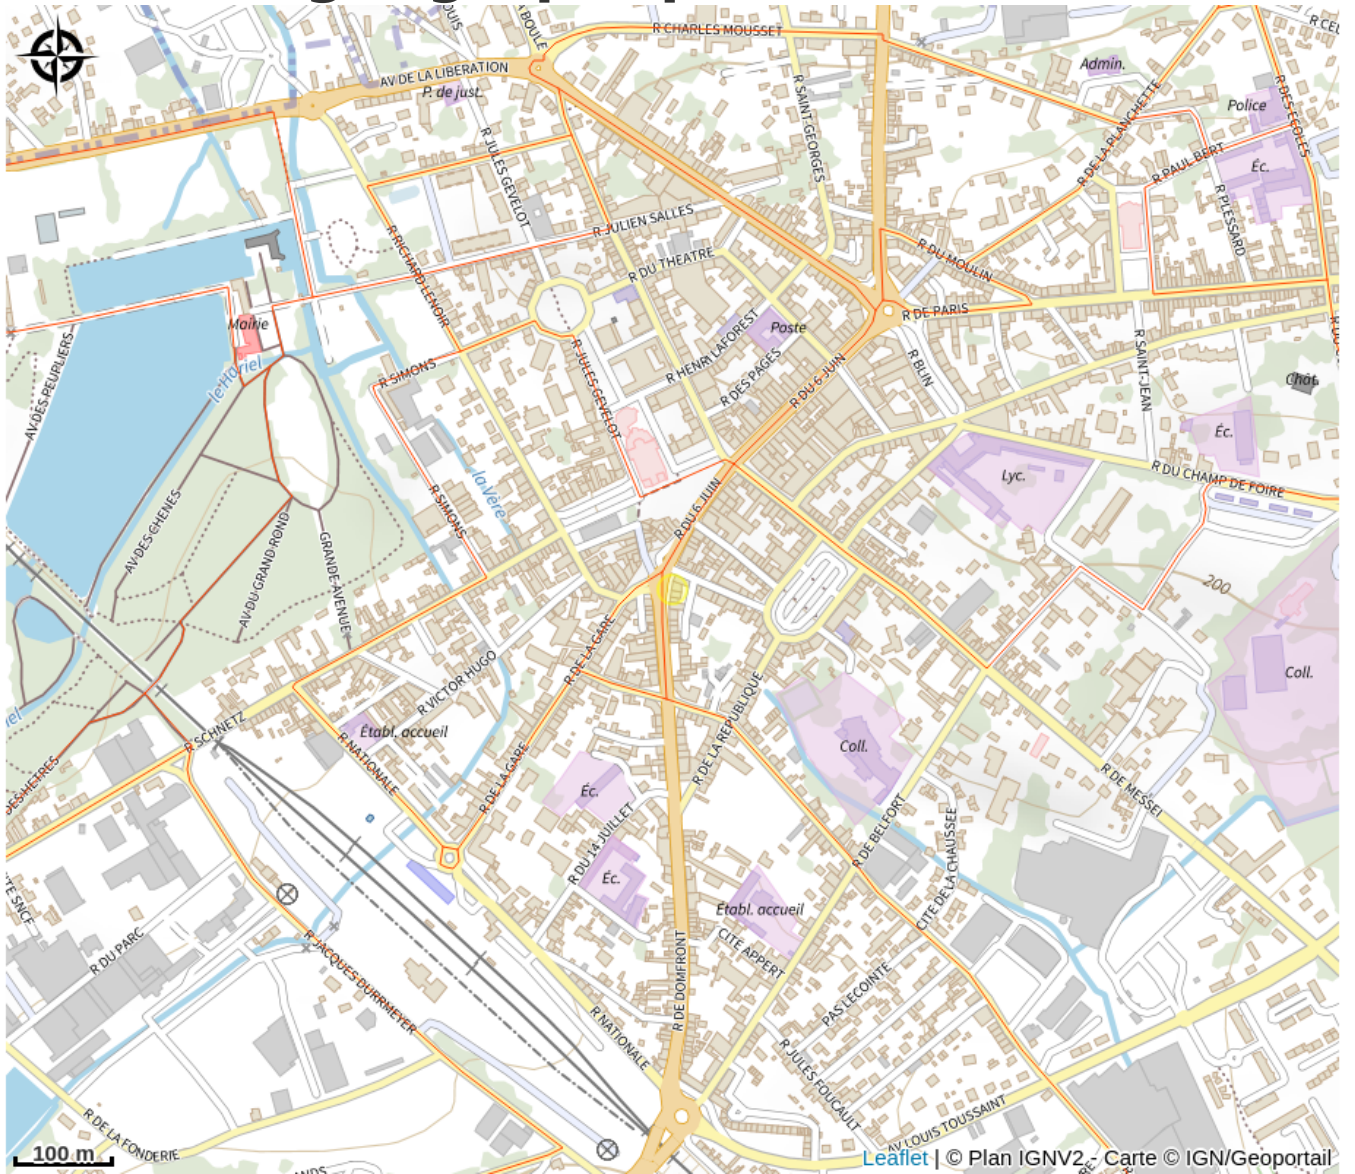 R CHARLES MOUSSET
AV DE LA LIBERATION
P. de just.
R SAINT-GEORGES
Admin.
R DE LA PLANCHETTE
Police
R DES ECOLES
R PAUL BERT
Éc.
R PLESSARD
R JULES GEVELOT
R JULIEN SALLES
R RICHARD LENOIR
R DU THEATRE
R DU MOULIN
R DE PARIS
Mairie
le Hariel
AV DES PEUPLIERS
R SIMONS
R JULES GEVELOT
R HENRI LAFOREST
Poste
R DES PAGES
R DU 6 JUIN
R BLIN
R SAINT-JEAN
Chât.
Éc.
Lyc.
R DU CHAMP DE FOIRE
la Vère
R SIMONS
R DU 6 JUIN
AV DES CHENES
AV DU GRAND ROND
GRANDE AVENUE
200
R DE LA GARE
R VICTOR HUGO
Coll.
R SCHNETZ
Établ. accueil
R NATIONALE
R DE LA REPUBLIQUE
Coll.
DES HETRES
R DE LA GARE
Éc.
R DU 14 JUILLET
R DE BELFORT
R DE MESSEI
CITE DE LA CHAUSSEE
Éc.
Établ. accueil
CITÉ APPERT
R DU PARC
R JACQUES DURRMEYER
R DE DOMFRONT
PAS LECOINTE
R NATIONALE
R JULES FOUCAULT
AV LOUIS TOUSSAINT
R DE LA FONDERIE
100 m
Leaflet | © Plan IGNV2 - Carte © IGN/Geoportail